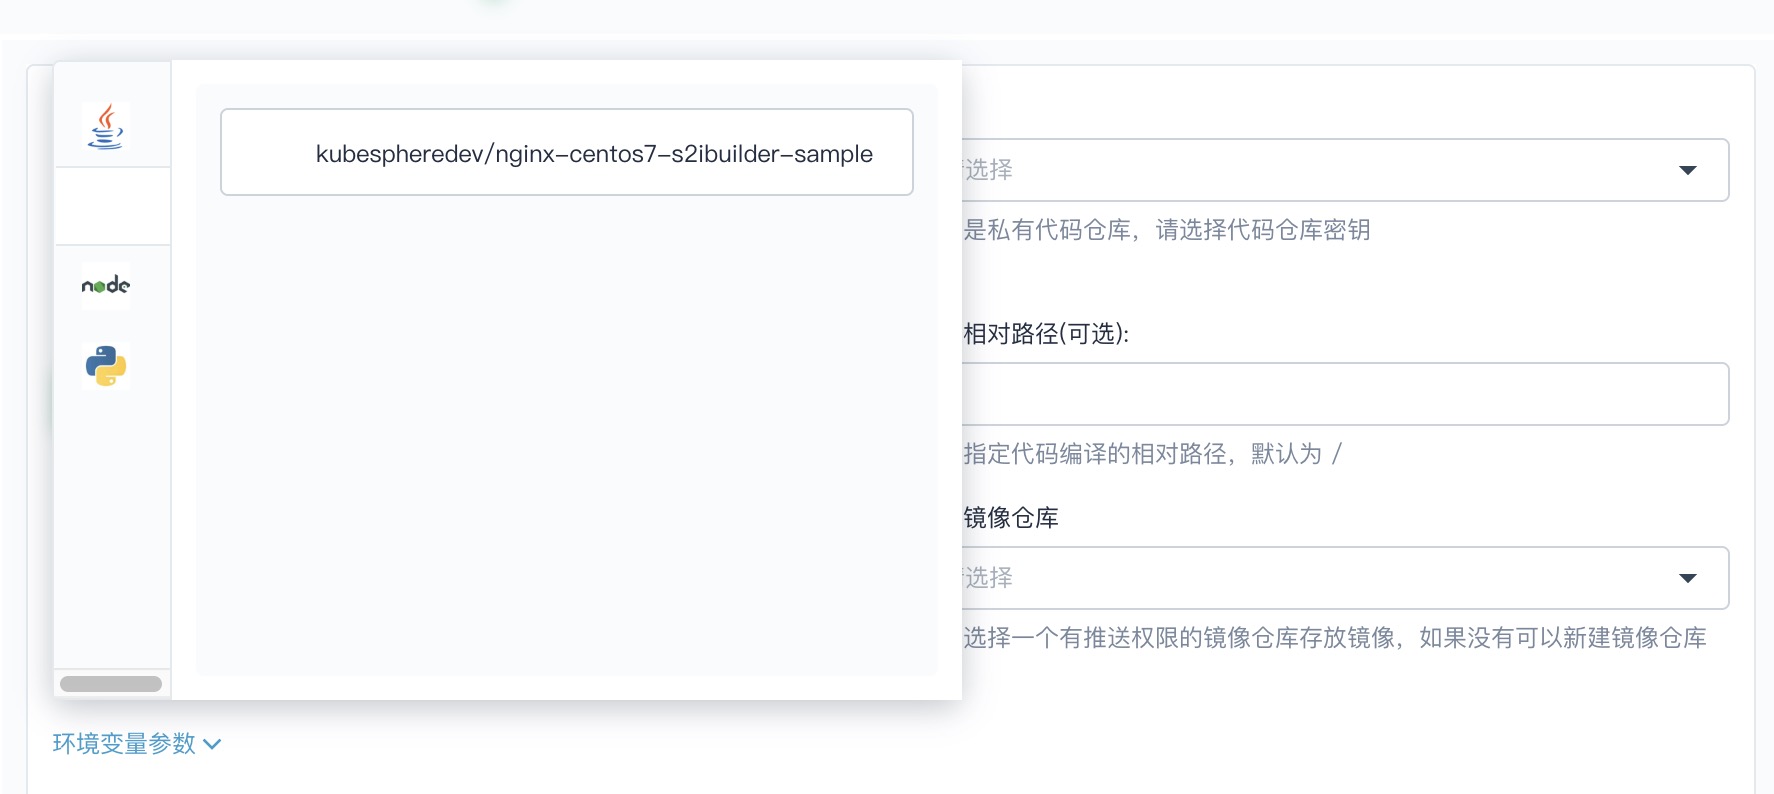 kubespheredev/nginx-centos7-s2ibuilder-sample
选择
是私有代码仓库，请选择代码仓库密钥
node
相对路径(可选):
指定代码编译的相对路径，默认为 /
镜像仓库
选择
选择一个有推送权限的镜像仓库存放镜像，如果没有可以新建镜像仓库
环境变量参数